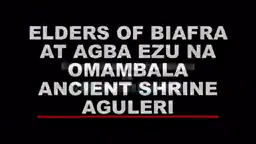 ELDERS OF BIAFRA
AT AGBA EZU NA
OMAMBALA
ANCIENT SHRINE
AGULERI